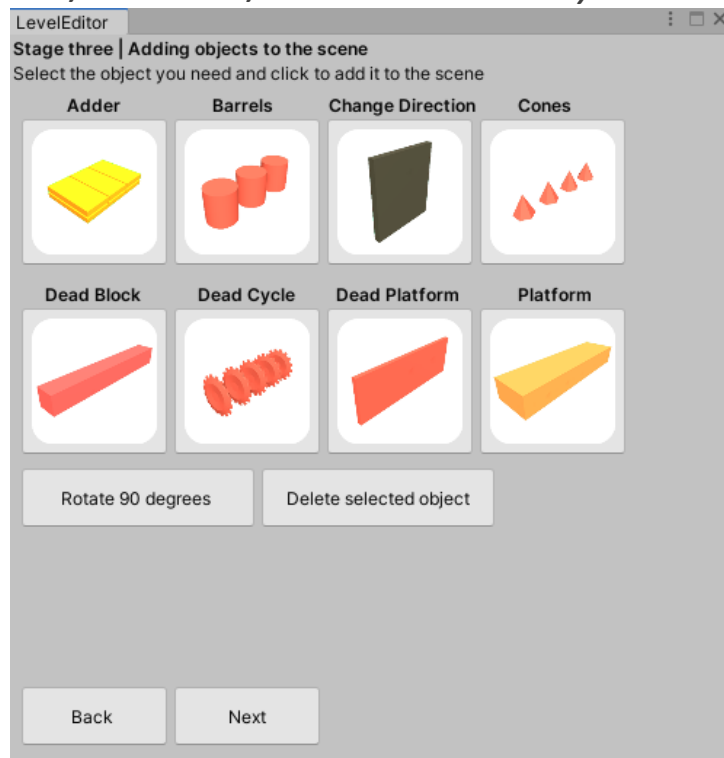 LevelEditor
Stage three | Adding objects to the scene
Select the object you need and click to add it to the scene
Adder Barrels Change Direction Cones
Dead Block Dead Cycle Dead Platform Platform
Rotate 90 degrees Delete selected object
Back Next